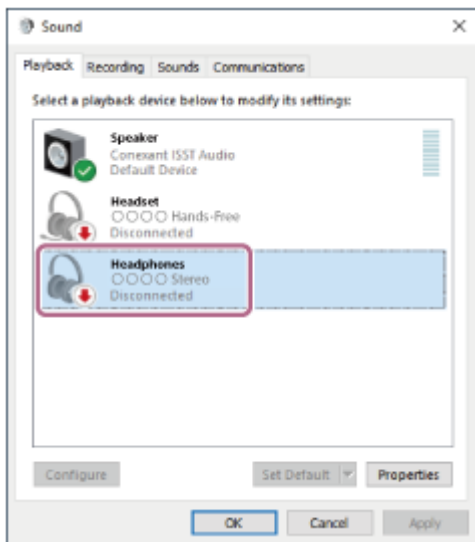 Sound
Playback Recording Sounds Communications
Select a playback device below to modify its settings:
Speaker
Conexant ISST Audio
Default Device
Headset
○○○○ Hands-Free
Disconnected
Headphones
○○○○ Stereo
Disconnected
Configure Set Default Properties
OK Cancel Apply